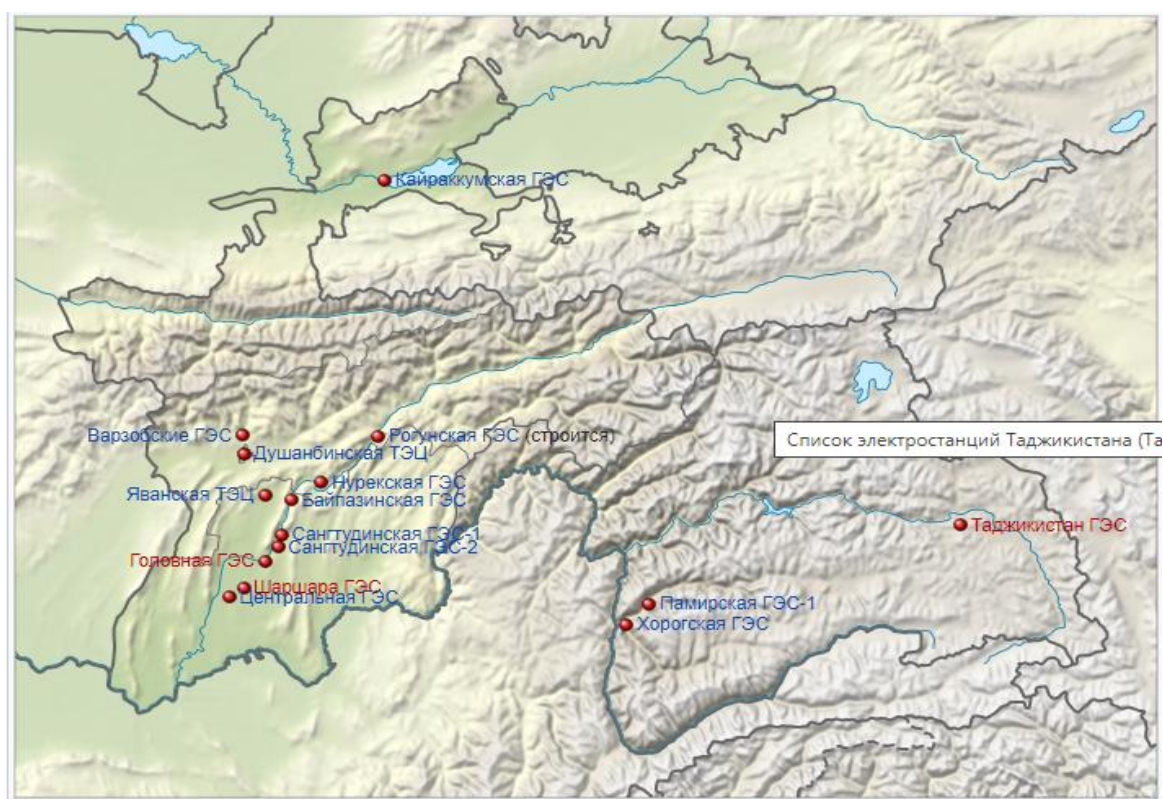 Кайраккумская ГЭС
Варзобские ГЭС
Рогунская ГЭС (строится)
Список электростанций Таджикистана (Та
Душанбинская ТЭЦ
Нурекская ГЭС
Яванская ТЭЦ
Байпазинская ГЭС
Таджикистан ГЭС
Сангтудинская ГЭС-1
Сангтудинская ГЭС-2
Головная ГЭС
Шаршара ГЭС
Центральная ГЭС
Памирская ГЭС-1
Хорогская ГЭС